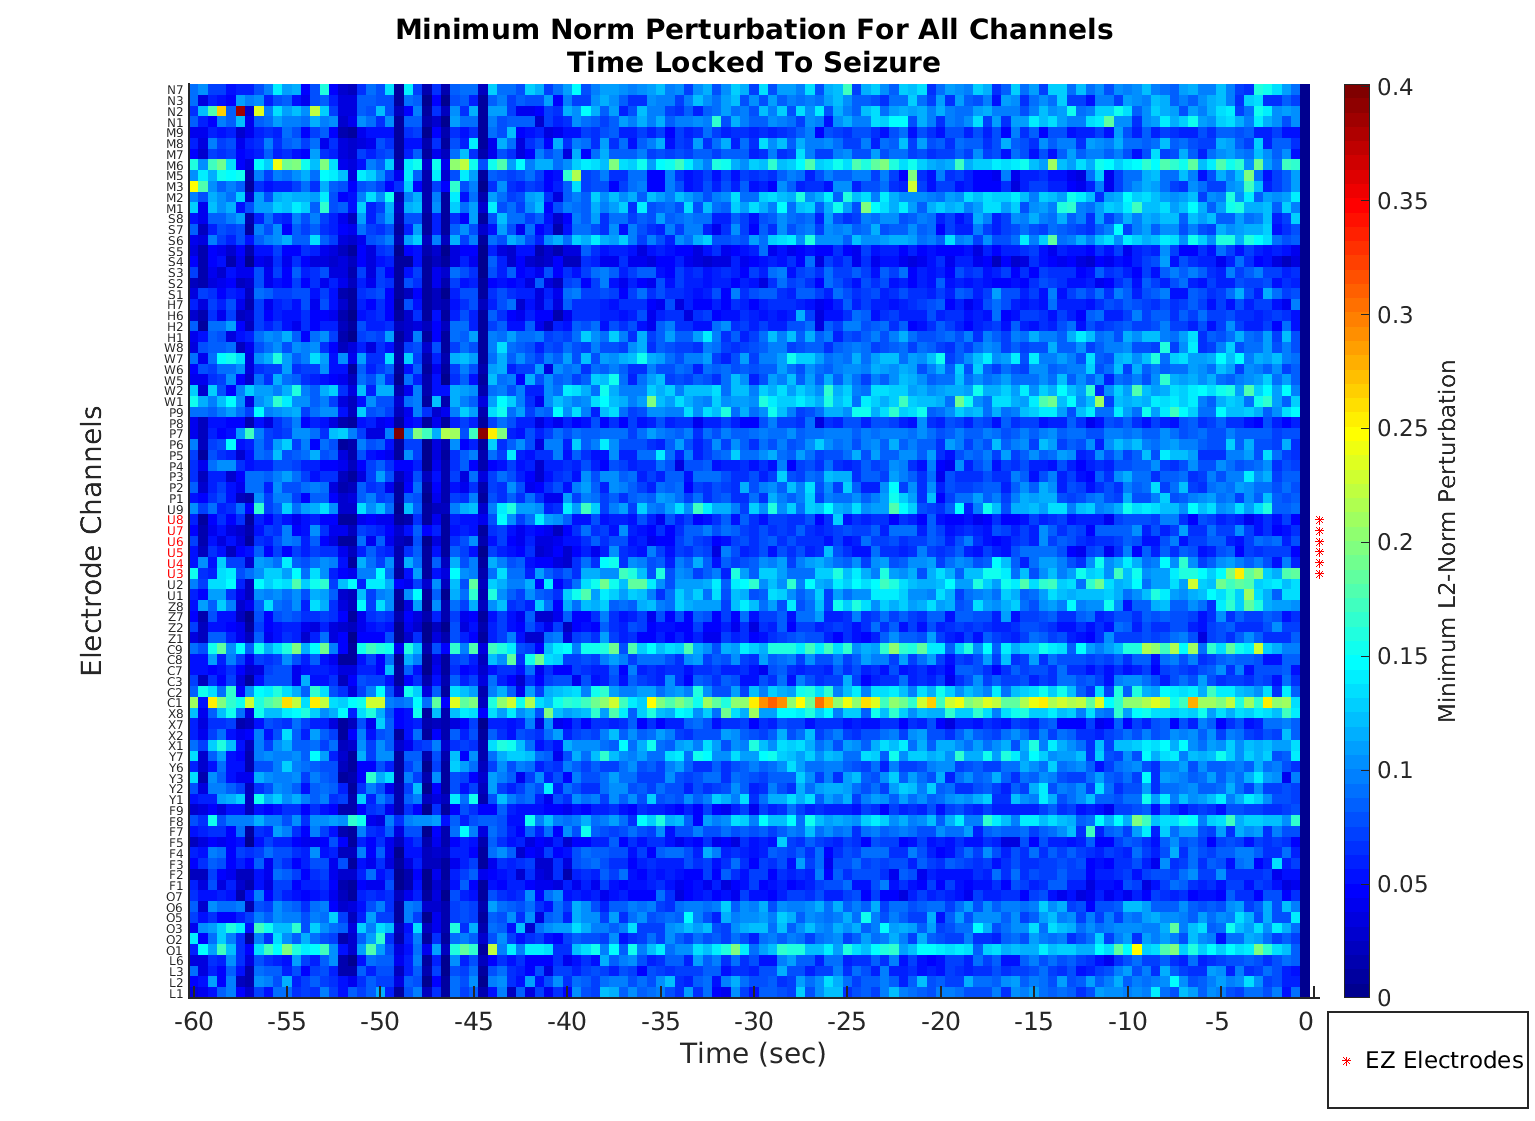 Minimum Norm Perturbation For All Channels
Time Locked To Seizure
Electrode Channels
N7
N3
N2
N1
M9
M8
M7
M6
M5
M3
M2
M1
S8
S7
S6
S5
S4
S3
S2
S1
H7
H6
H2
H1
W8
W7
W6
W5
W2
W1
P9
P8
P7
P6
P5
P4
P3
P2
P1
U9
U8
U7
U6
U5
U4
U3
U2
U1
Z8
Z7
Z2
Z1
C9
C8
C7
C3
C2
C1
X8
X7
X2
X1
Y7
Y6
Y3
Y2
Y1
F9
F8
F7
F5
F4
F3
F2
F1
O7
O6
O5
O3
O2
O1
L6
L3
L2
L1
-60 -55 -50 -45 -40 -35 -30 -25 -20 -15 -10 -5 0
Time (sec)
0.4
0.35
0.3
0.25
0.2
0.15
0.1
0.05
0
Minimum L2-Norm Perturbation
EZ Electrodes